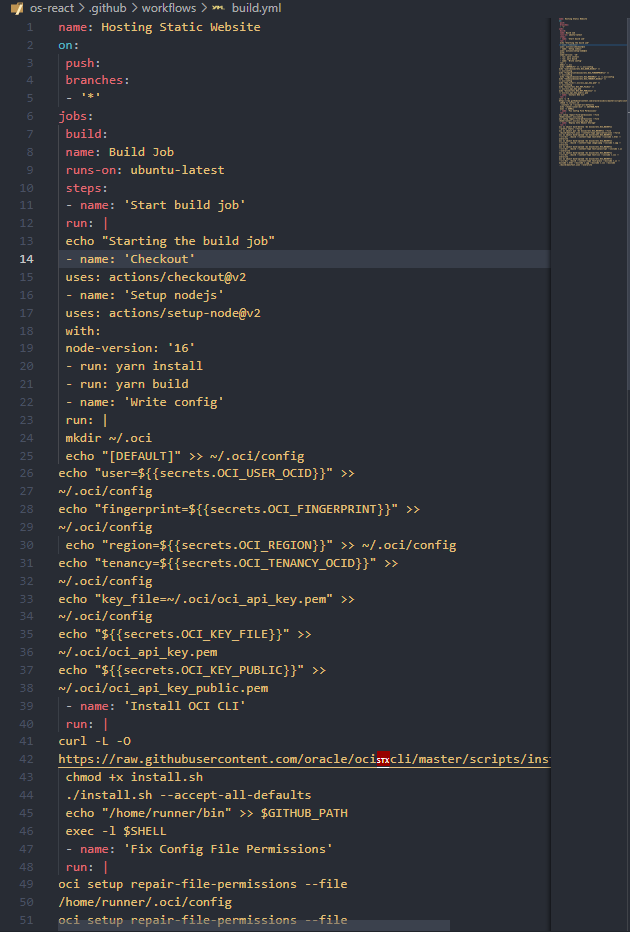 os-react > .github > workflows > build.yml
1 name: Hosting Static Website
2 on:
3 push:
4 branches:
5 - '*'
6 jobs:
7 build:
8 name: Build Job
9 runs-on: ubuntu-latest
10 steps:
11 - name: 'Start build job'
12 run: |
13 echo "Starting the build job"
14 - name: 'Checkout'
15 uses: actions/checkout@v2
16 - name: 'Setup nodejs'
17 uses: actions/setup-node@v2
18 with:
19 node-version: '16'
20 - run: yarn install
21 - run: yarn build
22 - name: 'Write config'
23 run: |
24 mkdir ~/.oci
25 echo "[DEFAULT]" >> ~/.oci/config
26 echo "user=${{secrets.OCI_USER_OCID}}" >>
27 ~/.oci/config
28 echo "fingerprint=${{secrets.OCI_FINGERPRINT}}" >>
29 ~/.oci/config
30 echo "region=${{secrets.OCI_REGION}}" >> ~/.oci/config
31 echo "tenancy=${{secrets.OCI_TENANCY_OCID}}" >>
32 ~/.oci/config
33 echo "key_file=~/.oci/oci_api_key.pem" >>
34 ~/.oci/config
35 echo "${{secrets.OCI_KEY_FILE}}" >>
36 ~/.oci/oci_api_key.pem
37 echo "${{secrets.OCI_KEY_PUBLIC}}" >>
38 ~/.oci/oci_api_key_public.pem
39 - name: 'Install OCI CLI'
40 run: |
41 curl -L -O
42 https://raw.githubusercontent.com/oracle/ociSTXcli/master/scripts/ins
43 chmod +x install.sh
44 ./install.sh --accept-all-defaults
45 echo "/home/runner/bin" >> $GITHUB_PATH
46 exec -l $SHELL
47 - name: 'Fix Config File Permissions'
48 run: |
49 oci setup repair-file-permissions --file
50 /home/runner/.oci/config
51 oci setup repair-file-permissions --file